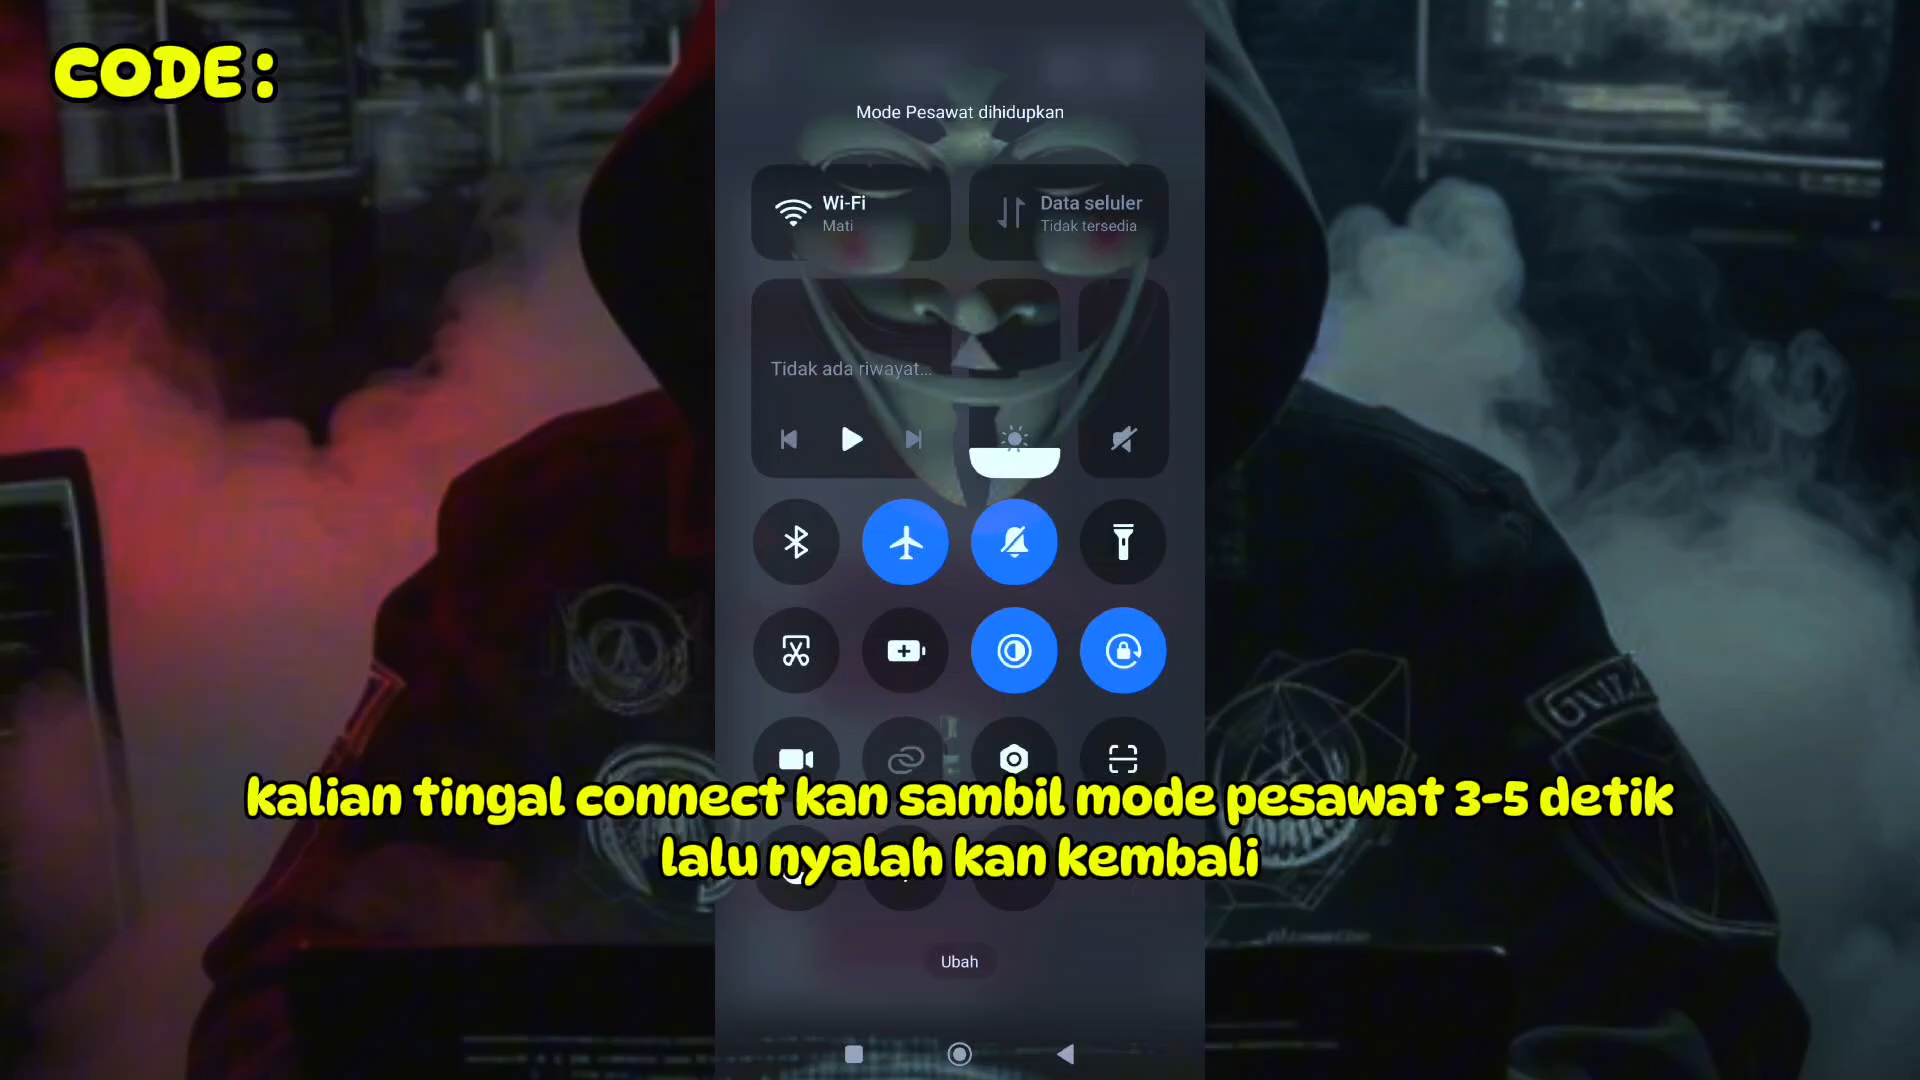 CODE:
Mode Pesawat dihidupkan
Wi-Fi
Mati
Data seluler
Tidak tersedia
Tidak ada riwayat...
kalian tingal connect kan sambil mode pesawat 3-5 detik
lalu nyalah kan kembali
Ubah